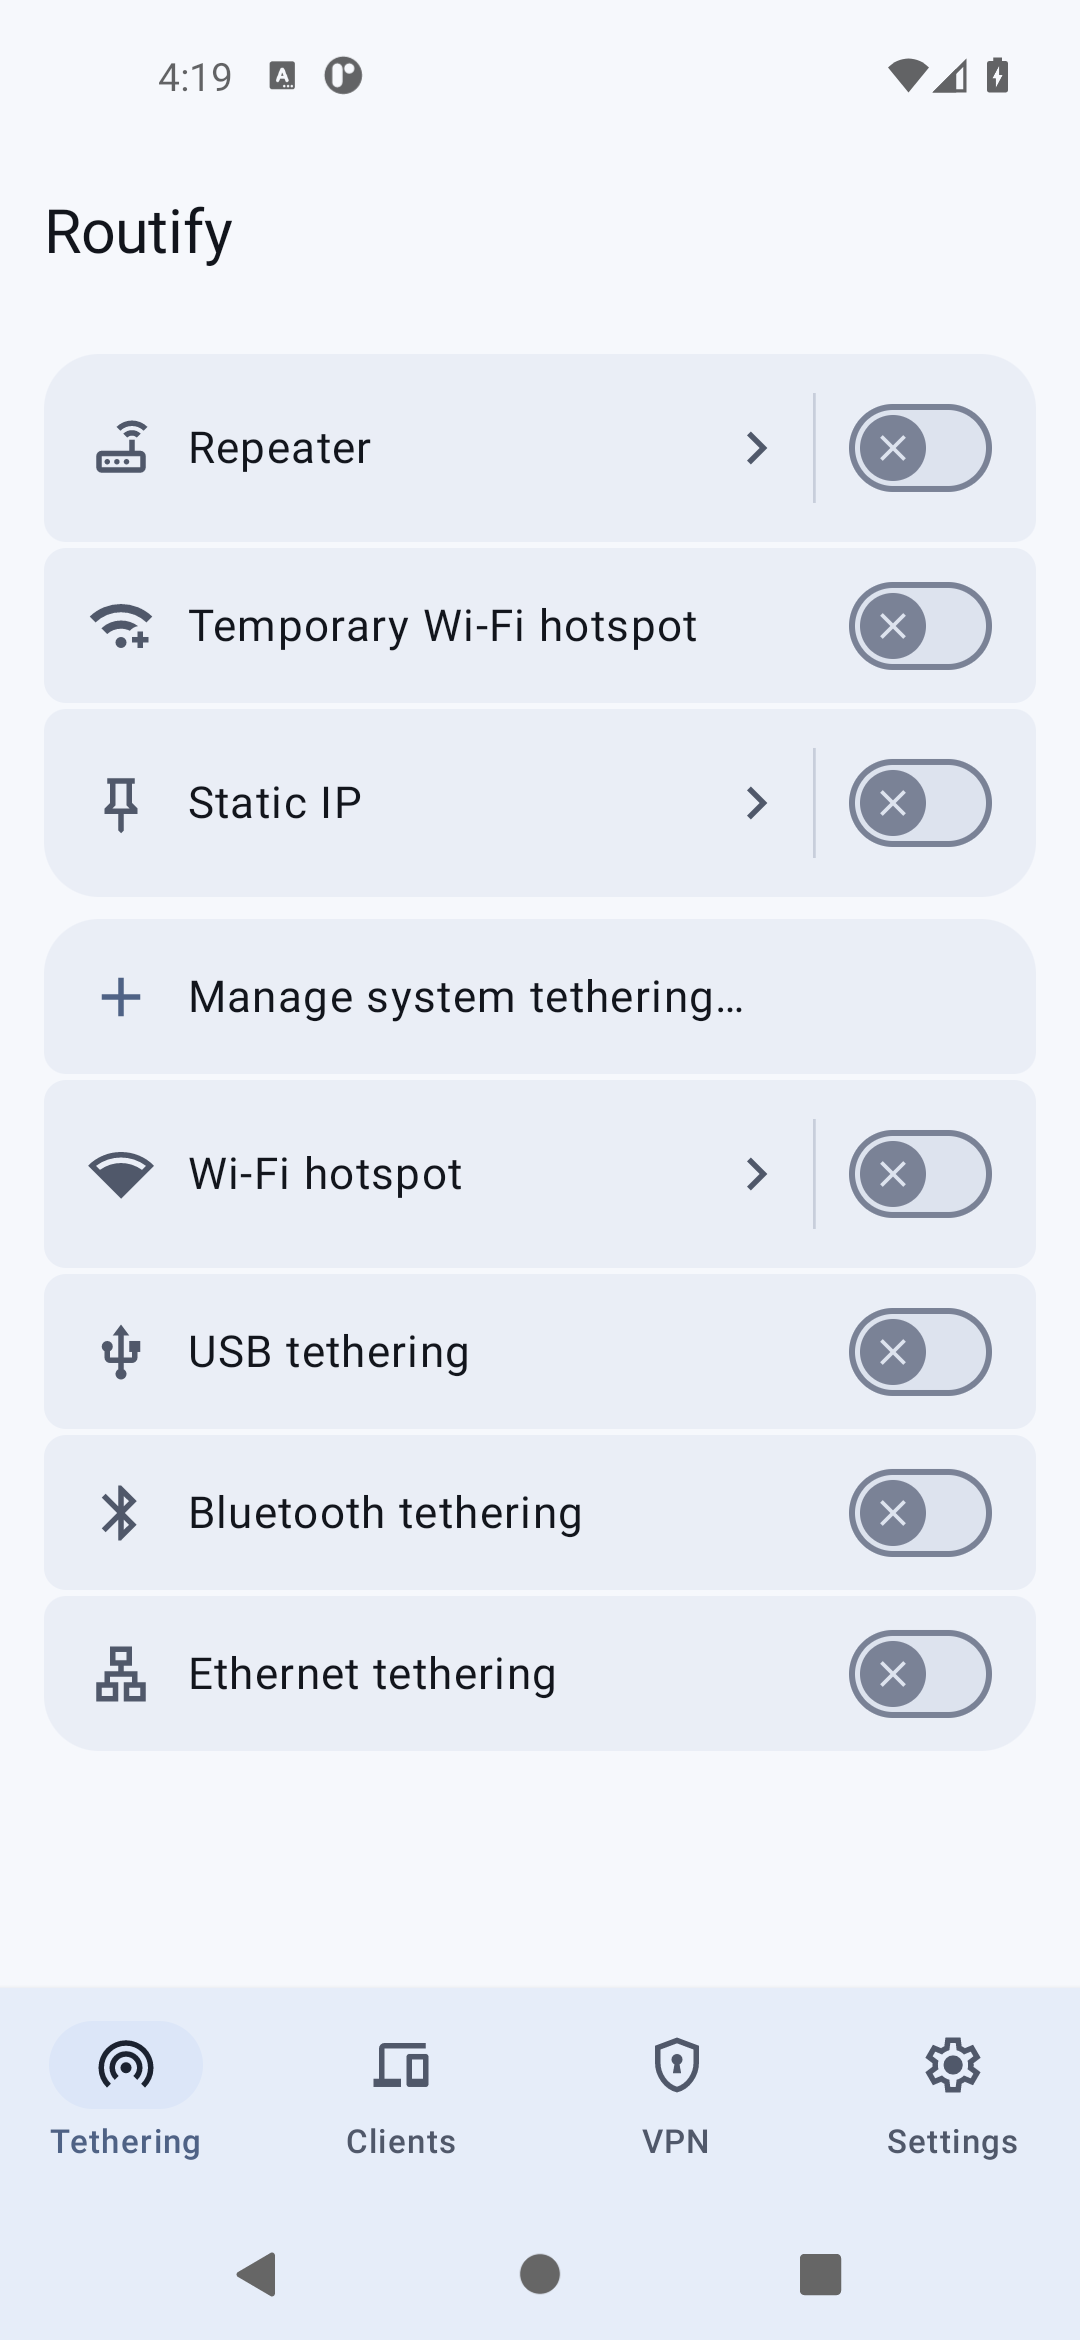 4:19
Routify
Repeater
Temporary Wi-Fi hotspot
Static IP
Manage system tethering…
Wi-Fi hotspot
USB tethering
Bluetooth tethering
Ethernet tethering
Tethering
Clients
VPN
Settings